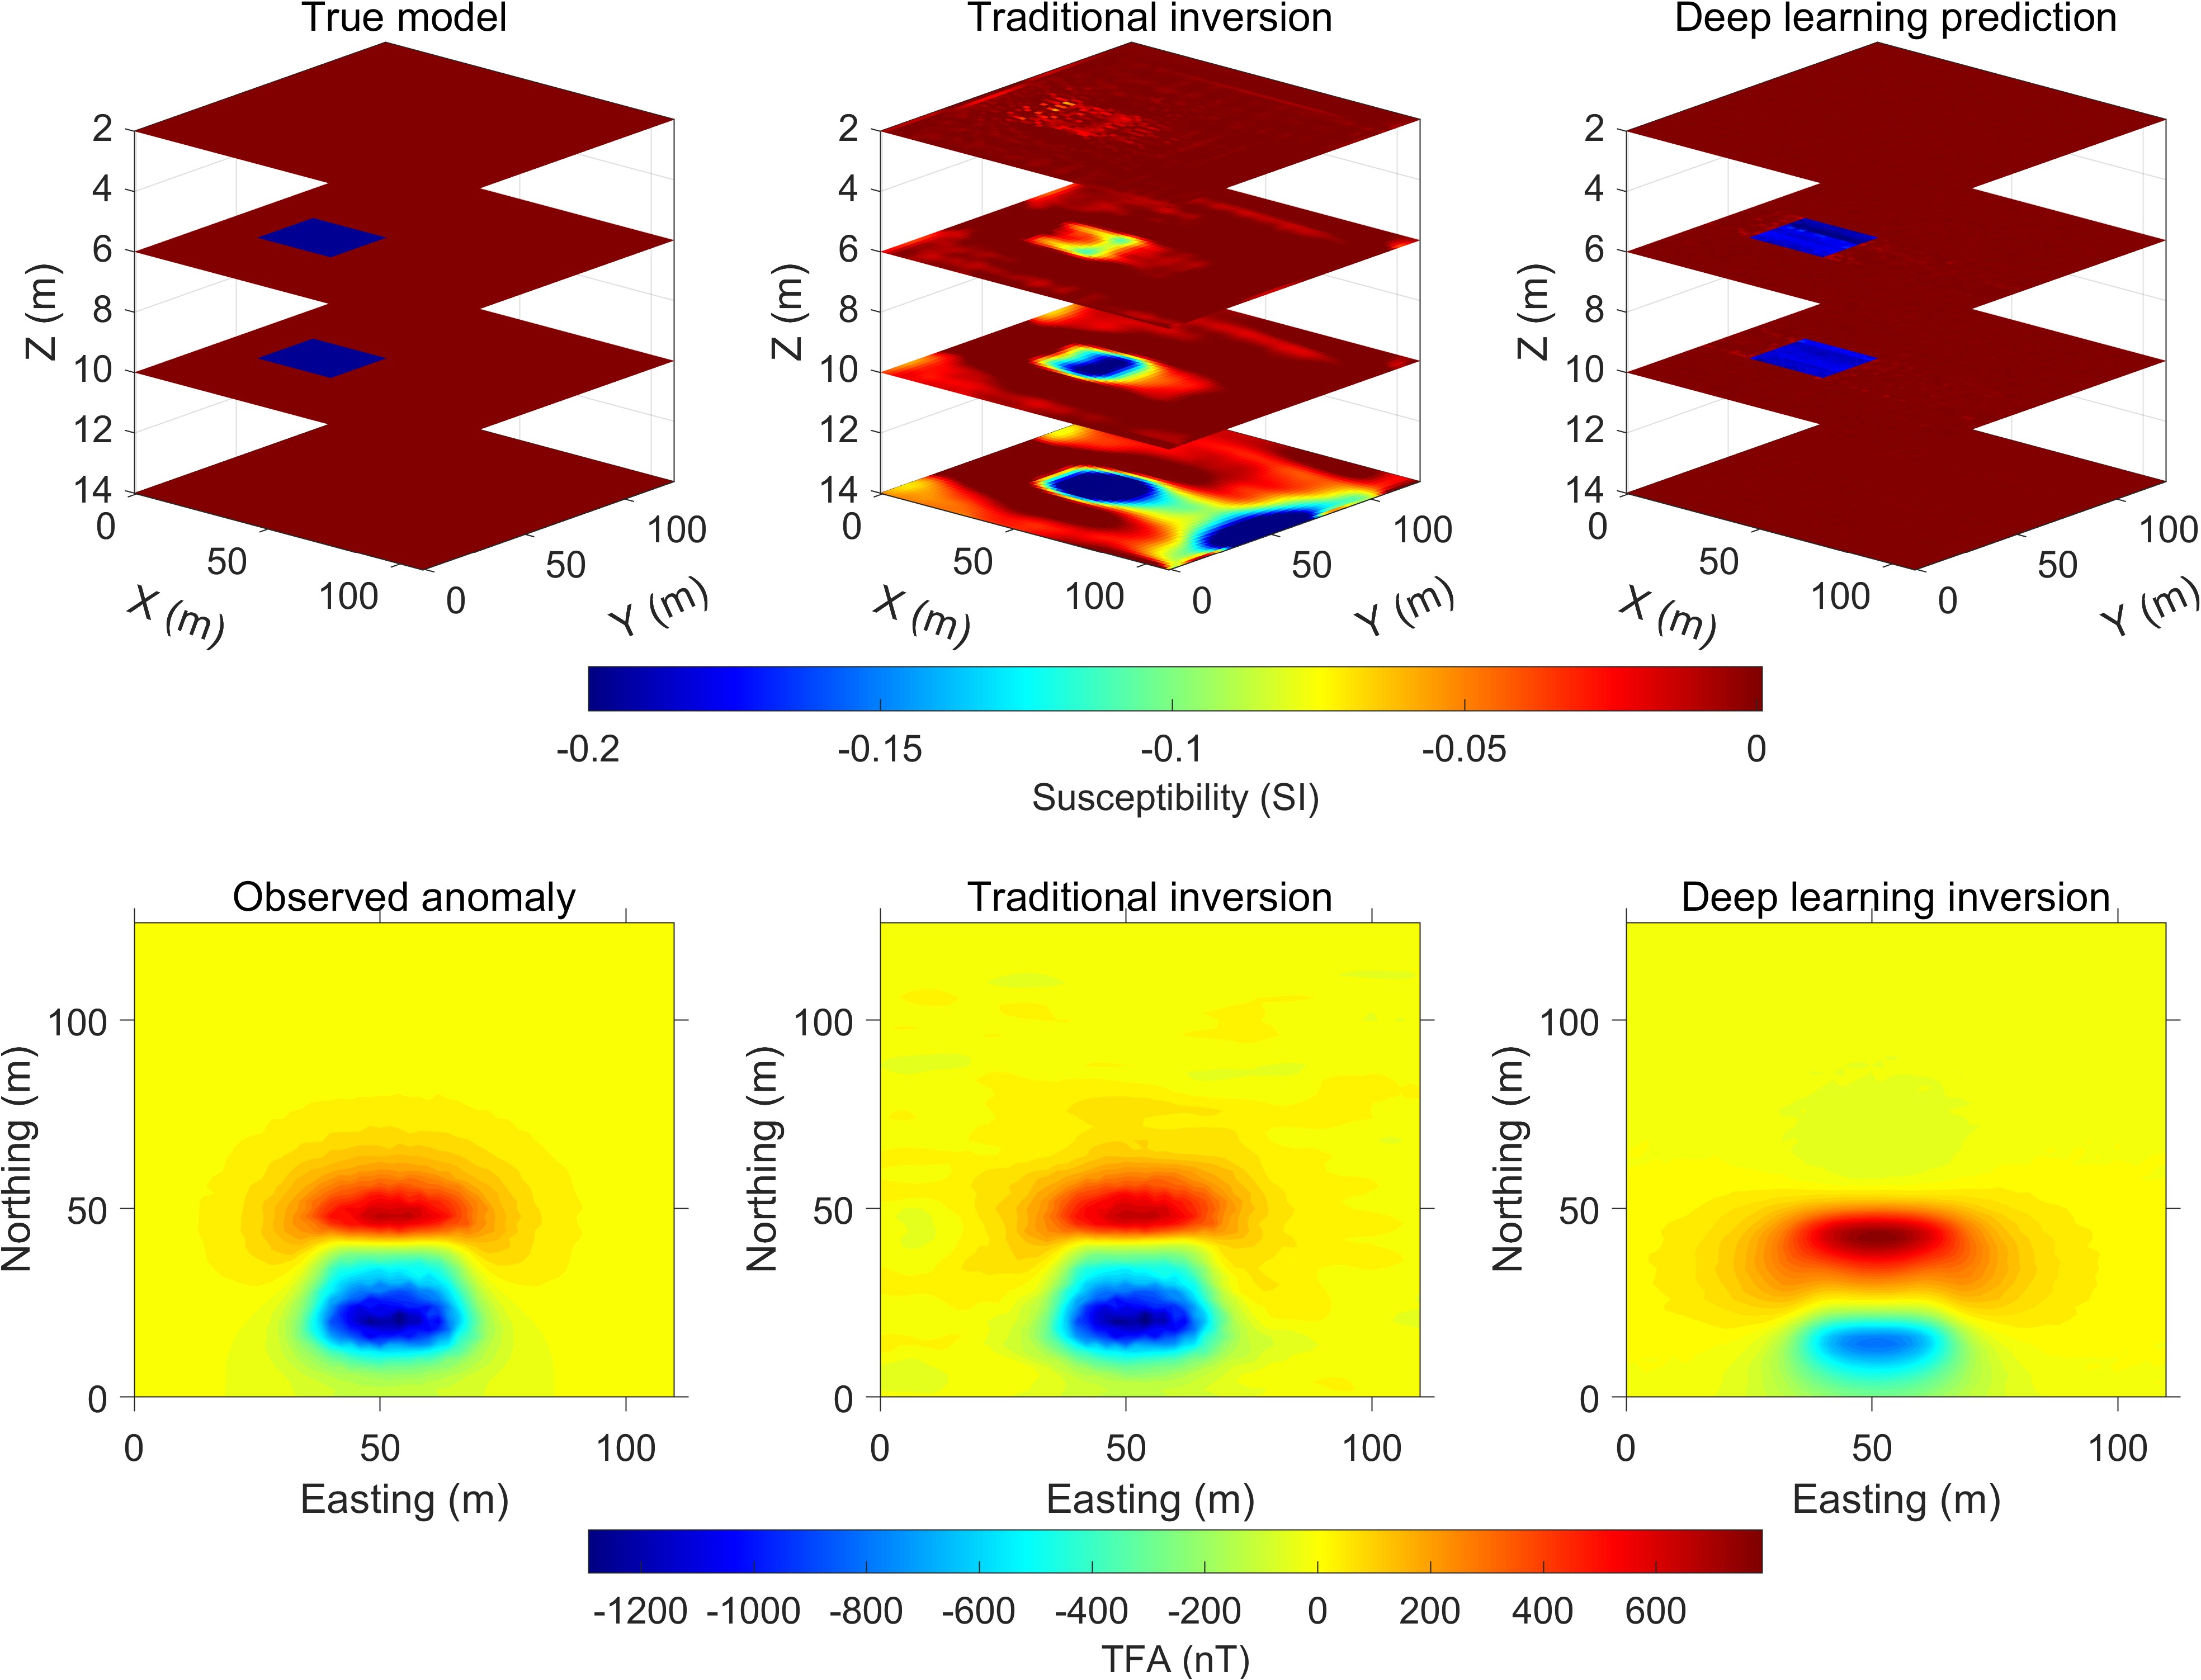 True model
Traditional inversion
Deep learning prediction
2
4
6
8
10
12
14
Z (m)
0
50
100
X (m)
0
50
100
Y (m)
2
4
6
8
10
12
14
Z (m)
0
50
100
X (m)
0
50
100
Y (m)
2
4
6
8
10
12
14
Z (m)
0
50
100
X (m)
0
50
100
Y (m)
-0.2 -0.15 -0.1 -0.05 0
Susceptibility (SI)
Observed anomaly
Traditional inversion
Deep learning inversion
100
50
0
Northing (m)
0 50 100
Easting (m)
100
50
0
Northing (m)
0 50 100
Easting (m)
100
50
0
Northing (m)
0 50 100
Easting (m)
-1200 -1000 -800 -600 -400 -200 0 200 400 600
TFA (nT)